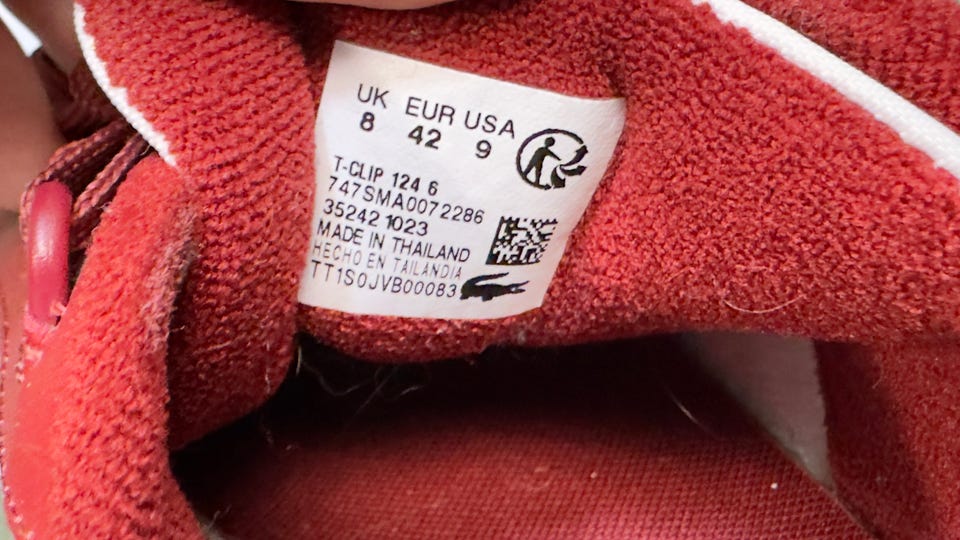 UK EUR USA
8 42 9
T-CLIP 124 6
747SMA0072286
35242 1023
MADE IN THAILAND
HECHO EN TAILANDIA
TT1S0JVB00083